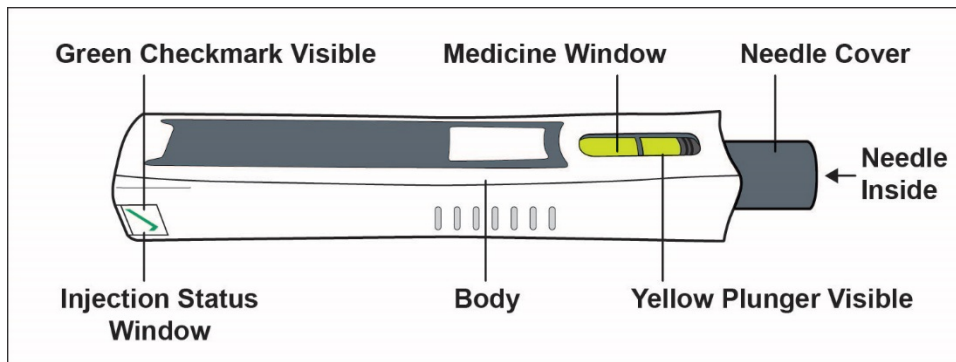 Green Checkmark Visible
Medicine Window
Needle Cover
Needle
Inside
Injection Status
Window
Body
Yellow Plunger Visible